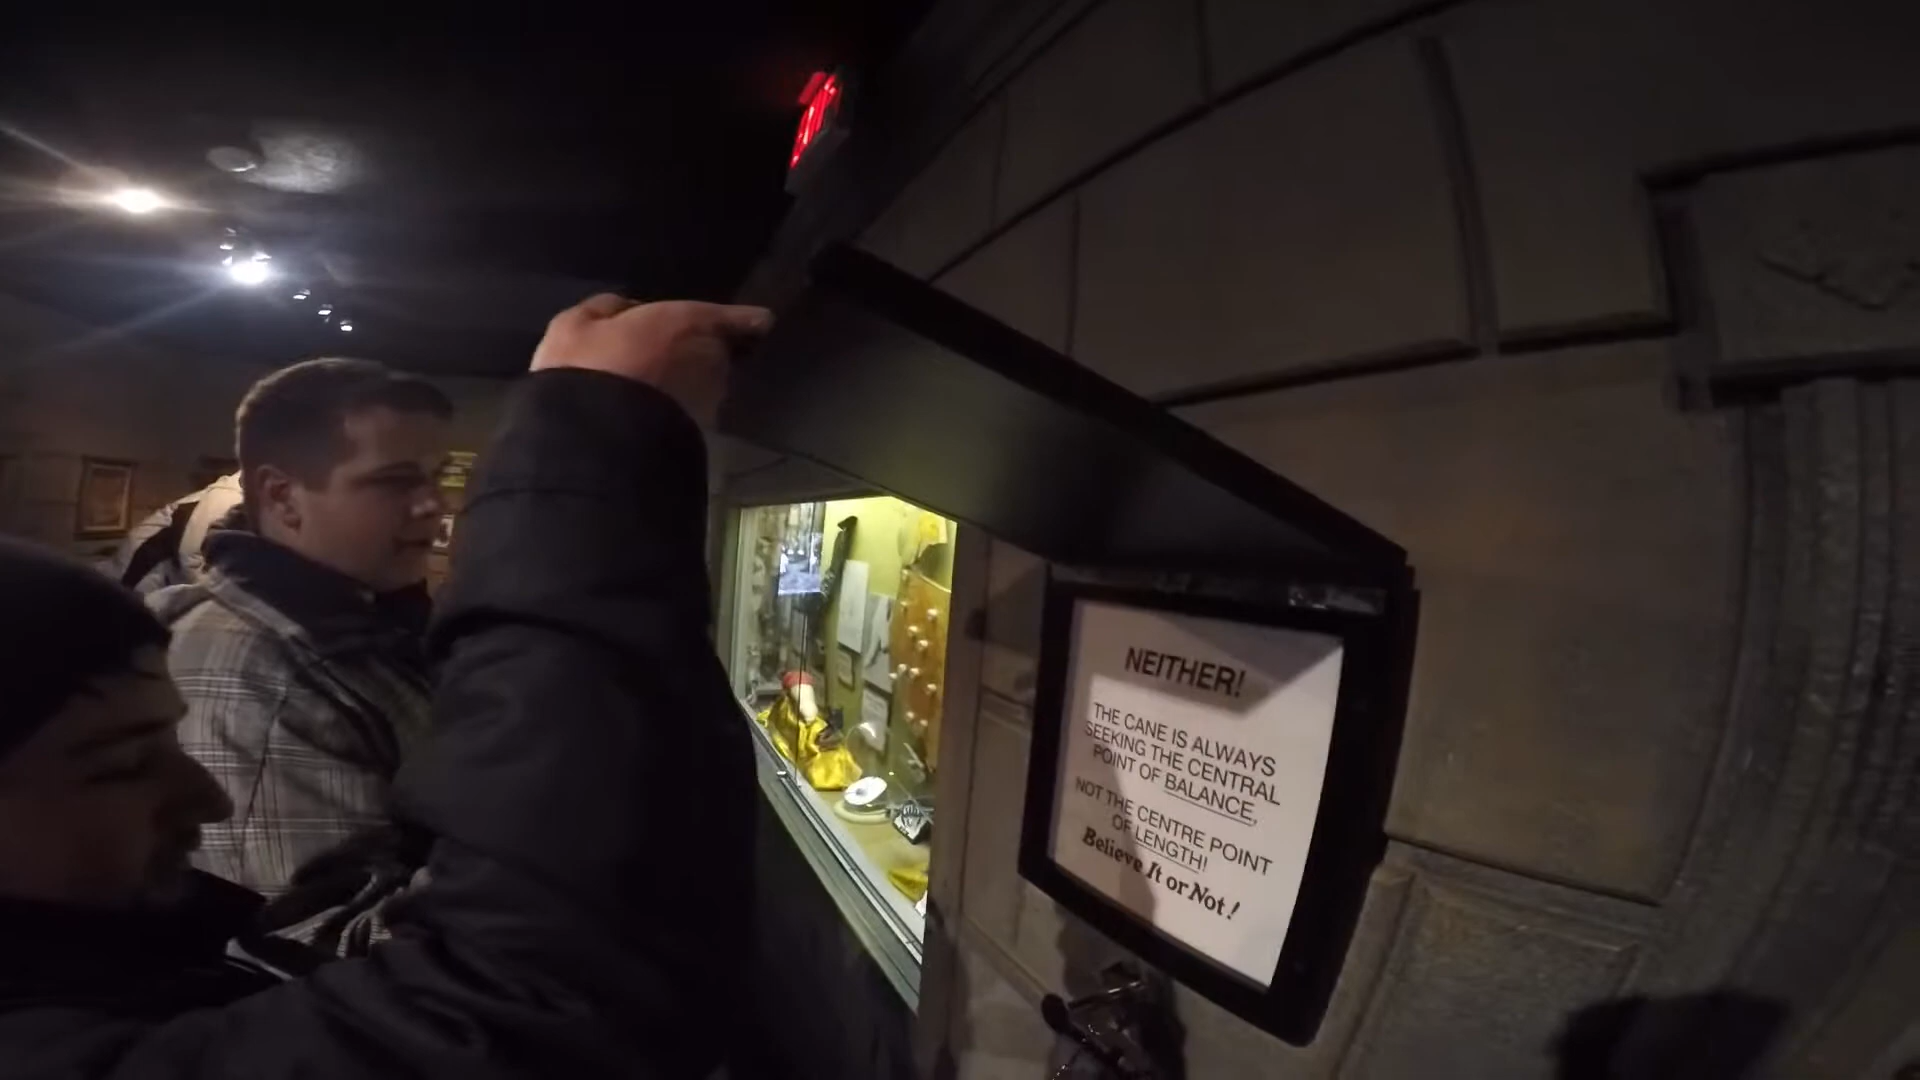 NEITHER!
THE CANE IS ALWAYS
SEEKING THE CENTRAL
POINT OF BALANCE,
NOT THE CENTRE POINT
OF LENGTH!
Believe It or Not!